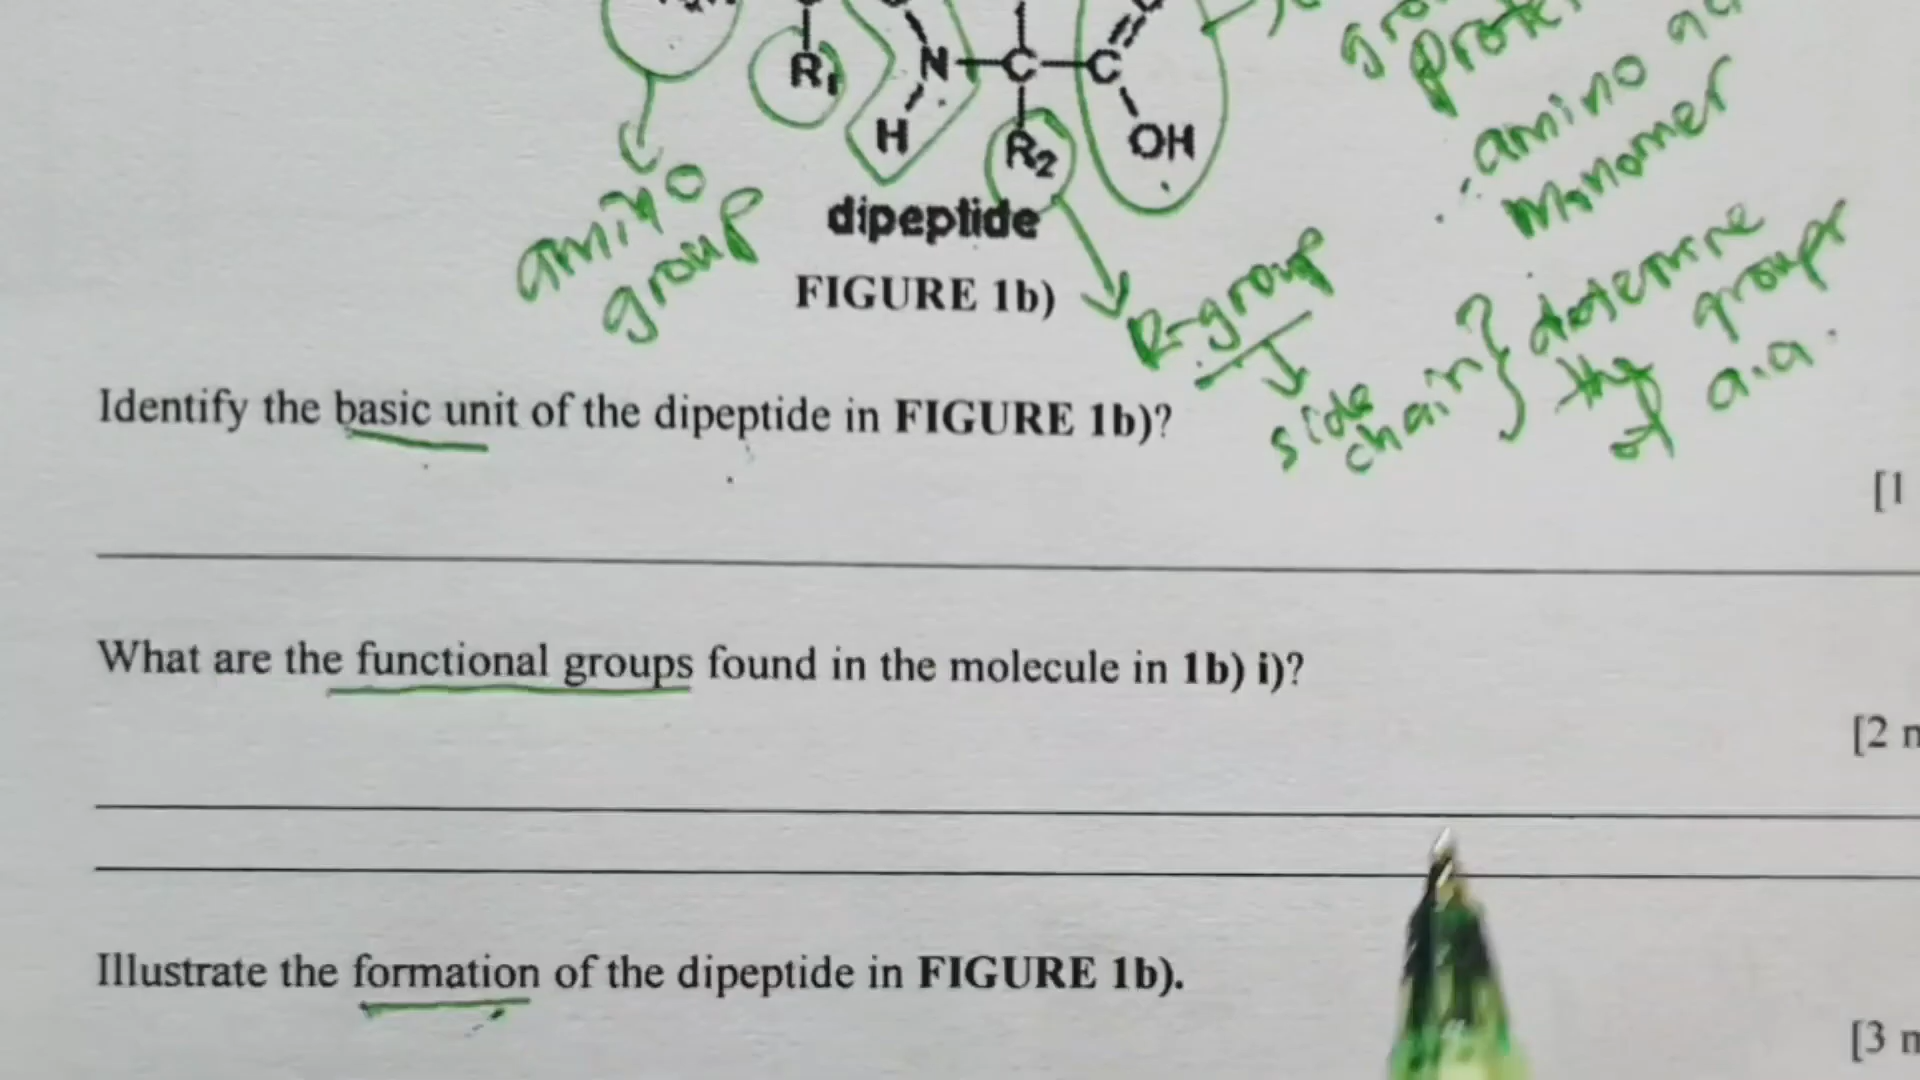 R₁
N C C
H
R₂
OH
amino
group
dipeptide
FIGURE 1b)
R-group
side
chain
determine
the groups
of a.a.
amino
monomer
Identify the basic unit of the dipeptide in FIGURE 1b)?
[1
What are the functional groups found in the molecule in 1b) i)?
[2
Illustrate the formation of the dipeptide in FIGURE 1b).
[3